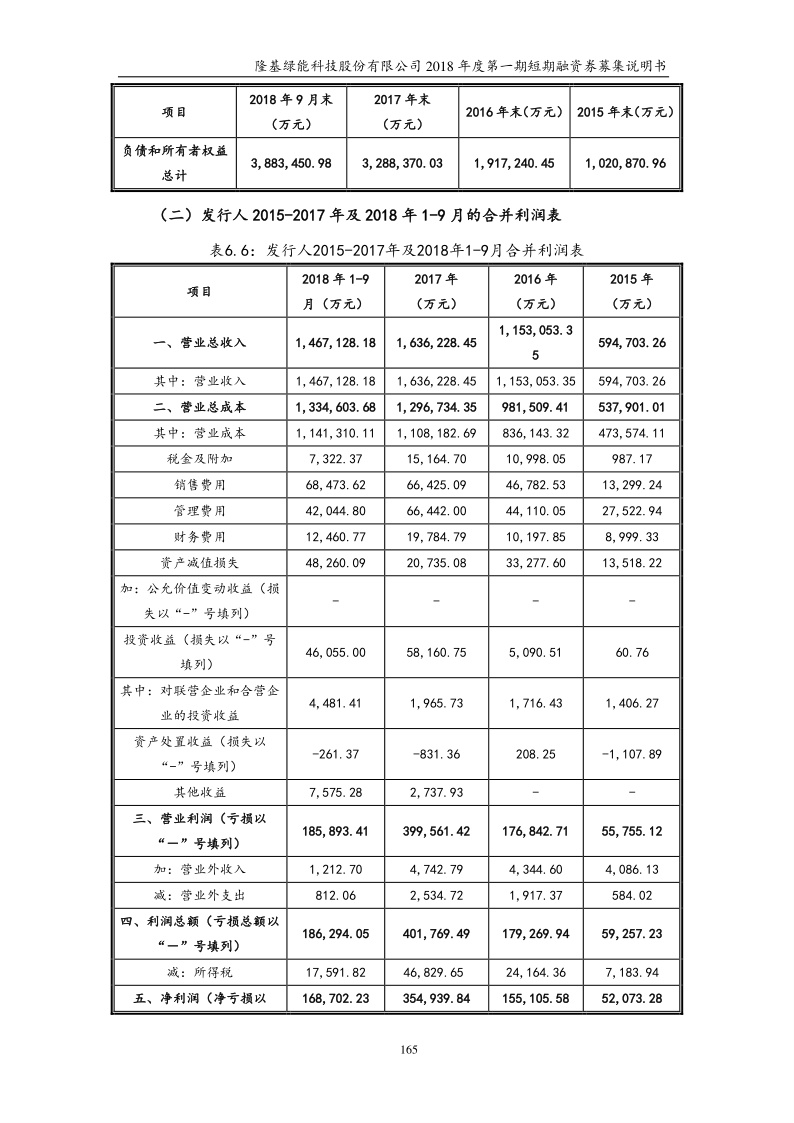 隆基绿能科技股份有限公司 2018 年度第一期短期融资券募集说明书
项目 2018 年 9 月末（万元） 2017 年末（万元） 2016 年末（万元） 2015 年末（万元）
负债和所有者权益总计 3,883,450.98 3,288,370.03 1,917,240.45 1,020,870.96
（二）发行人 2015-2017 年及 2018 年 1-9 月的合并利润表
表6.6：发行人2015-2017年及2018年1-9月合并利润表
项目 2018 年 1-9 月（万元） 2017 年（万元） 2016 年（万元） 2015 年（万元）
一、营业总收入 1,467,128.18 1,636,228.45 1,153,053.35 594,703.26
其中：营业收入 1,467,128.18 1,636,228.45 1,153,053.35 594,703.26
二、营业总成本 1,334,603.68 1,296,734.35 981,509.41 537,901.01
其中：营业成本 1,141,310.11 1,108,182.69 836,143.32 473,574.11
税金及附加 7,322.37 15,164.70 10,998.05 987.17
销售费用 68,473.62 66,425.09 46,782.53 13,299.24
管理费用 42,044.80 66,442.00 44,110.05 27,522.94
财务费用 12,460.77 19,784.79 10,197.85 8,999.33
资产减值损失 48,260.09 20,735.08 33,277.60 13,518.22
加：公允价值变动收益（损失以“-”号填列） - - - -
投资收益（损失以“-”号填列） 46,055.00 58,160.75 5,090.51 60.76
其中：对联营企业和合营企业的投资收益 4,481.41 1,965.73 1,716.43 1,406.27
资产处置收益（损失以“-”号填列） -261.37 -831.36 208.25 -1,107.89
其他收益 7,575.28 2,737.93 - -
三、营业利润（亏损以“－”号填列） 185,893.41 399,561.42 176,842.71 55,755.12
加：营业外收入 1,212.70 4,742.79 4,344.60 4,086.13
减：营业外支出 812.06 2,534.72 1,917.37 584.02
四、利润总额（亏损总额以“－”号填列） 186,294.05 401,769.49 179,269.94 59,257.23
减：所得税 17,591.82 46,829.65 24,164.36 7,183.94
五、净利润（净亏损以 168,702.23 354,939.84 155,105.58 52,073.28
165